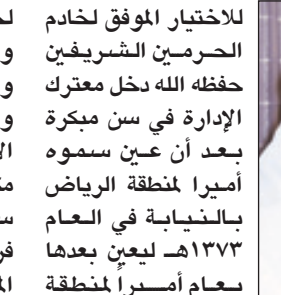 للاختيار الموفق لخادم
الحرمين الشريفين
حفظه الله دخل معترك
الإدارة في سن مبكرة
بعد أن عين سموه
أميرا لمنطقة الرياض
بالنيابة في العام
١٣٧٣هـ ليعين بعدها
بعام أميراً لمنطقة